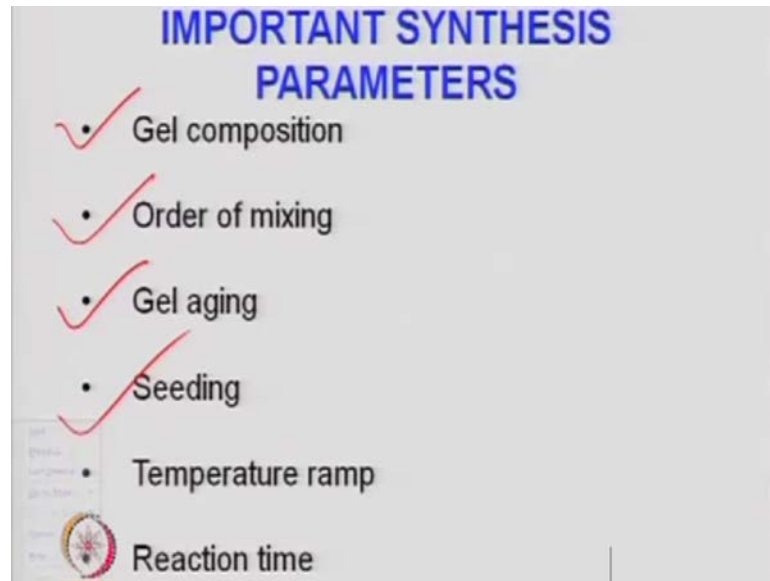 IMPORTANT SYNTHESIS
PARAMETERS
• Gel composition
• Order of mixing
• Gel aging
• Seeding
• Temperature ramp
• Reaction time